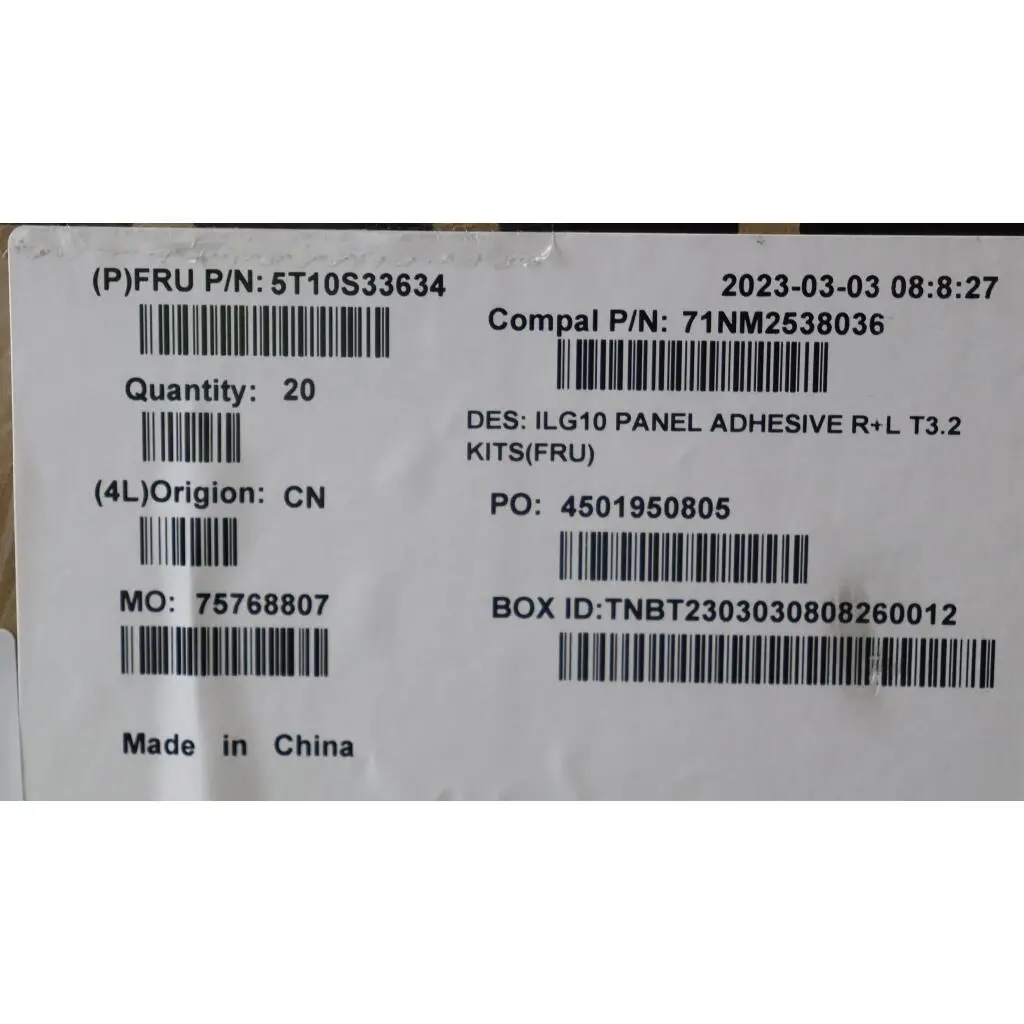 (P)FRU P/N: 5T10S33634
2023-03-03 08:8:27
Compal P/N: 71NM2538036
Quantity: 20
DES: ILG10 PANEL ADHESIVE R+L T3.2
KITS(FRU)
(4L)Origion: CN
PO: 4501950805
MO: 75768807
BOX ID:TNBT2303030808260012
Made in China